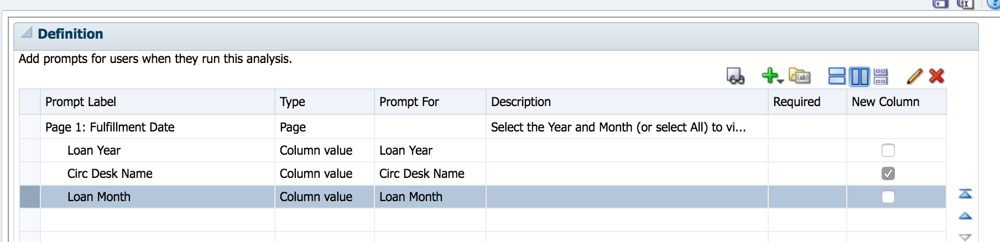 Definition
Add prompts for users when they run this analysis.
Prompt Label Type Prompt For Description Required New Column
Page 1: Fulfillment Date Page Select the Year and Month (or select All) to vi...
Loan Year Column value Loan Year
Circ Desk Name Column value Circ Desk Name
Loan Month Column value Loan Month